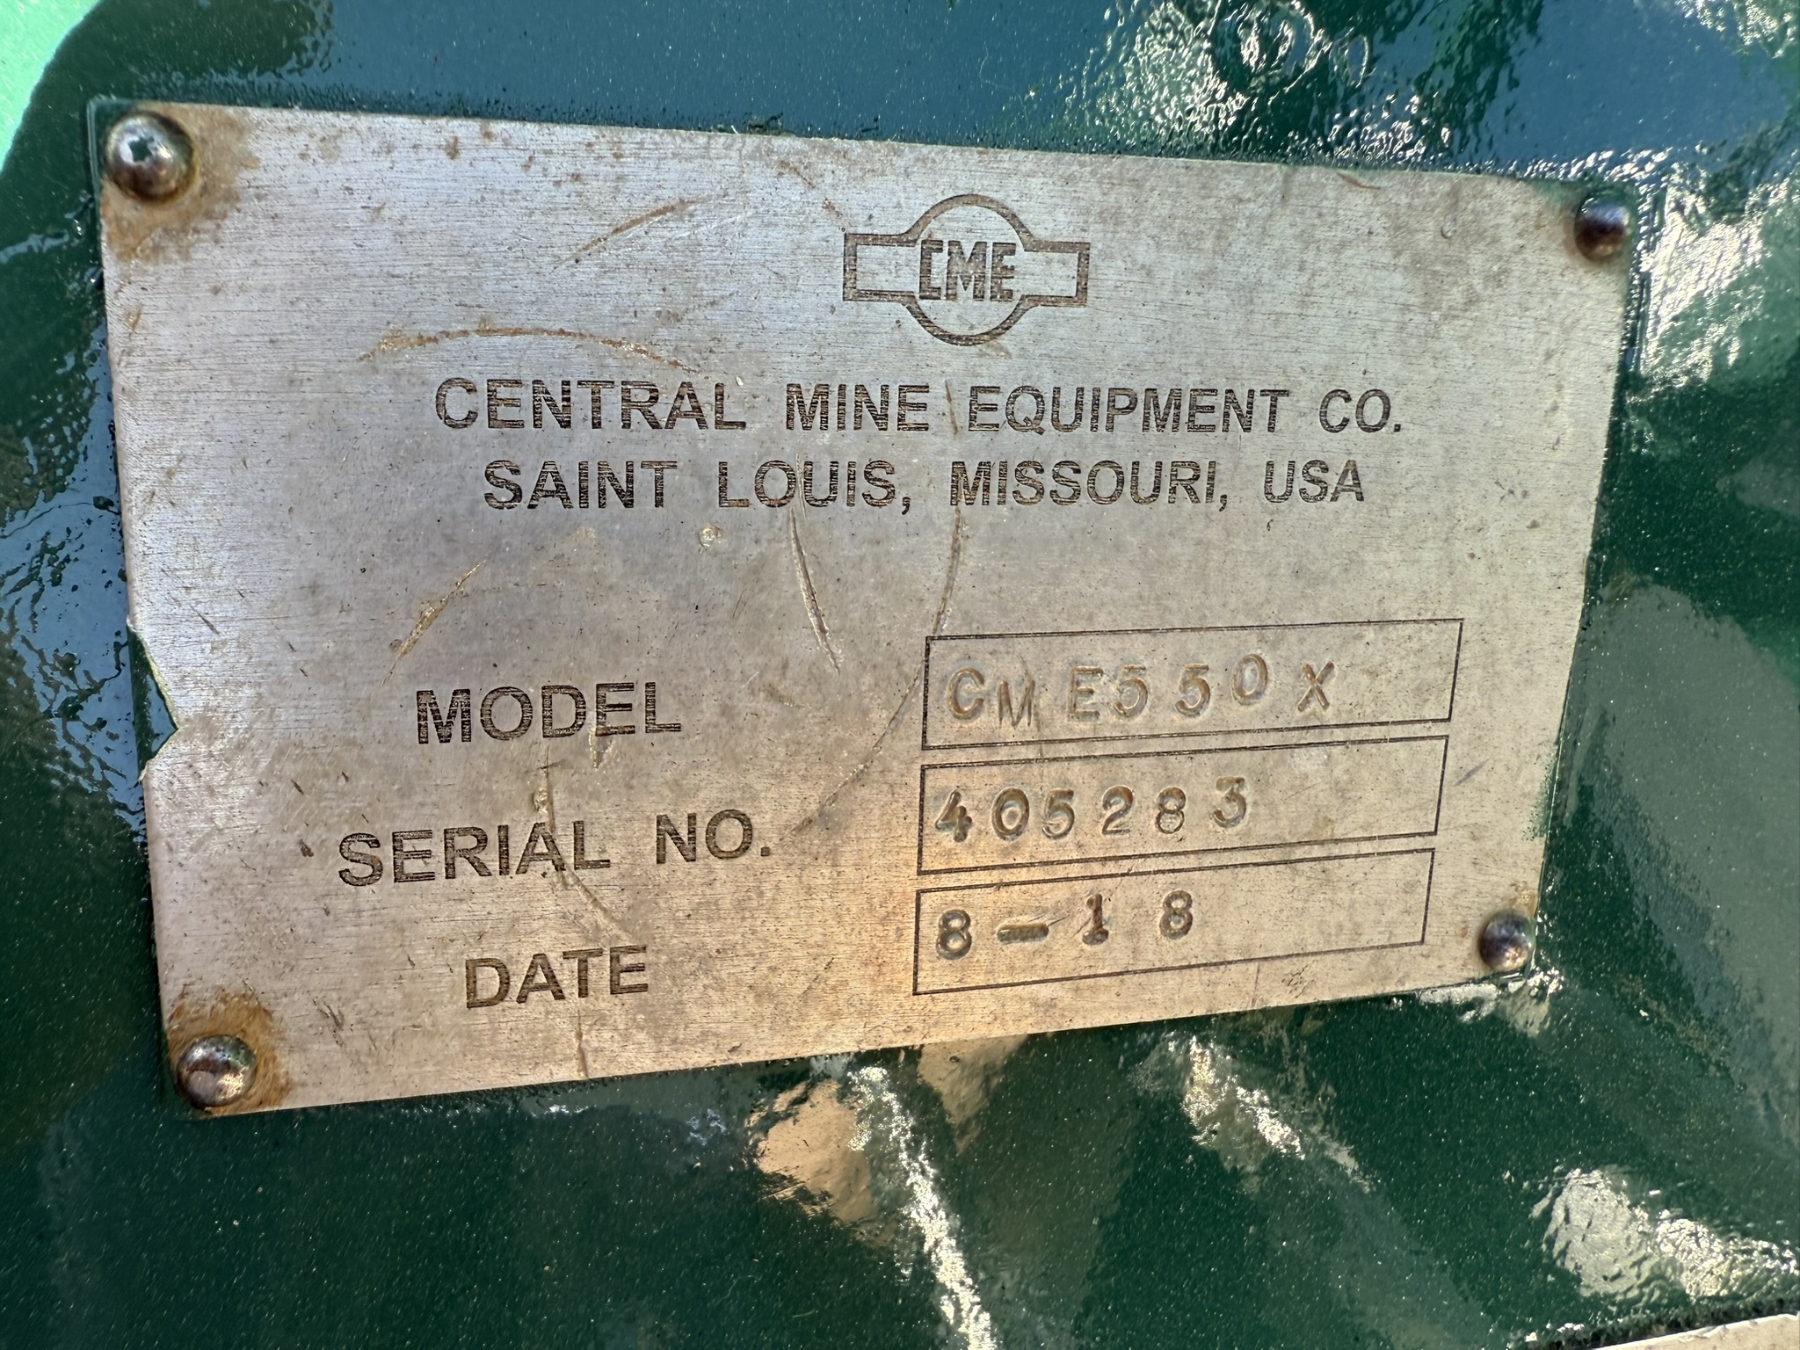 CME
CENTRAL MINE EQUIPMENT CO.
SAINT LOUIS, MISSOURI, USA
MODEL CME550X
SERIAL NO. 405283
DATE 8-18